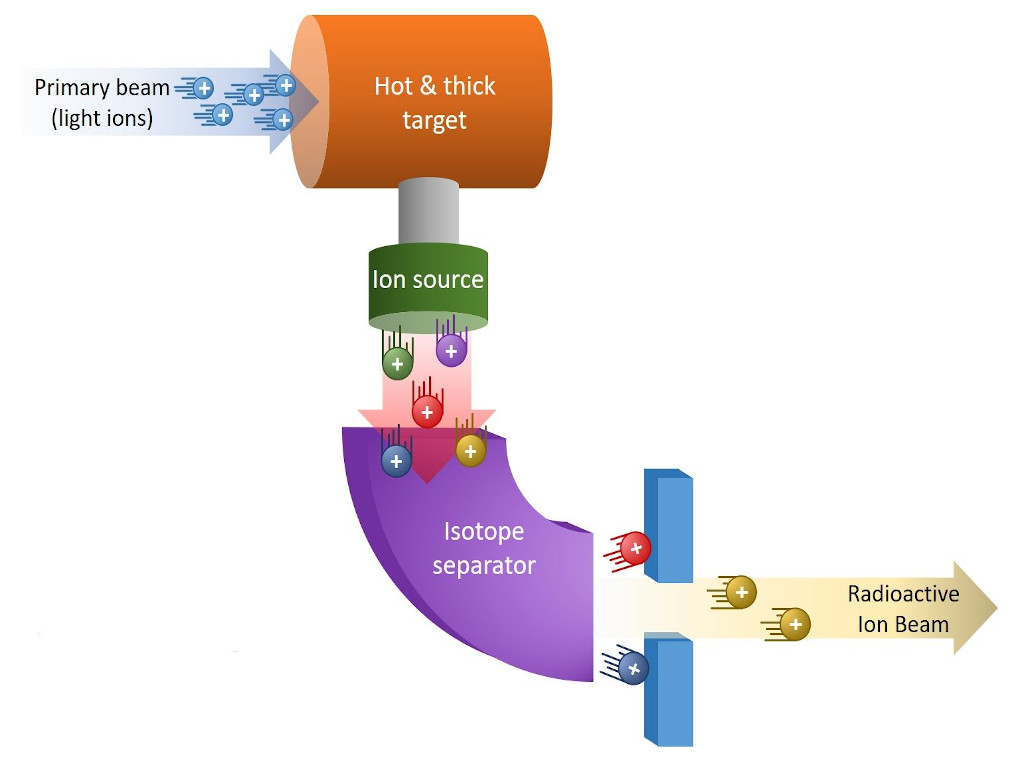 Primary beam
(light ions)
Hot & thick
target
Ion source
Isotope
separator
Radioactive
Ion Beam